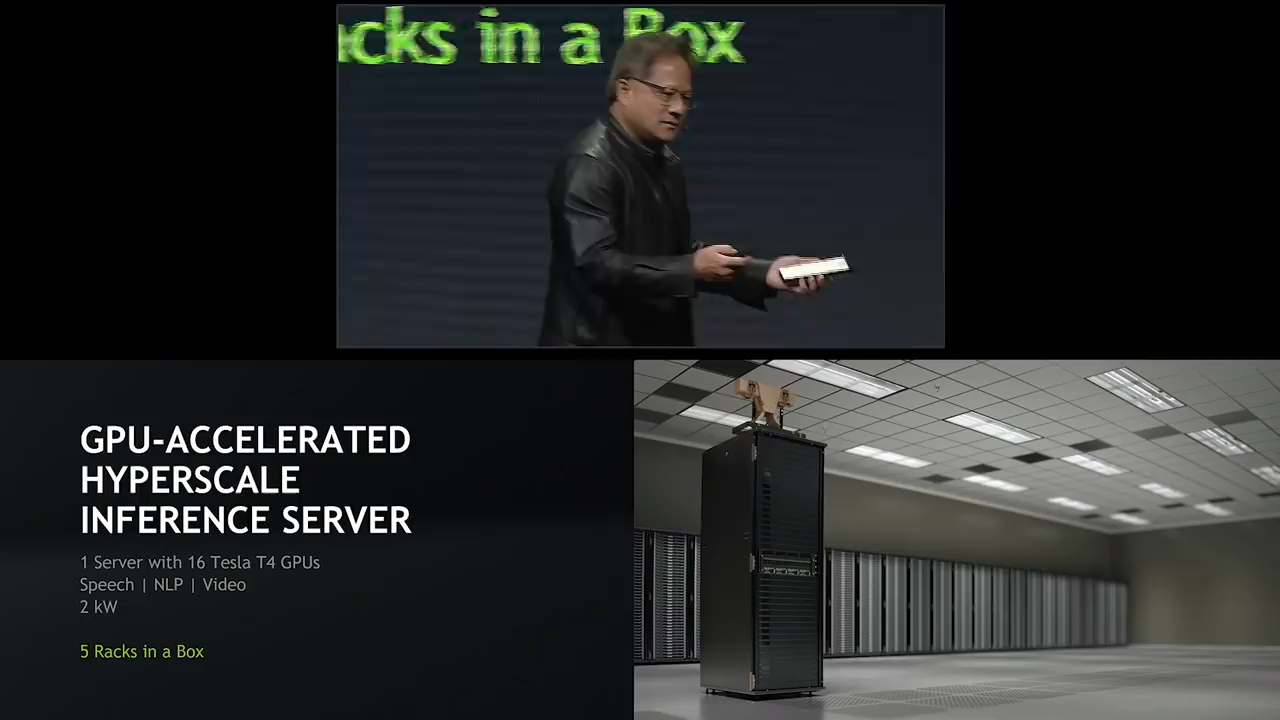 acks in a Box
GPU-ACCELERATED
HYPERSCALE
INFERENCE SERVER
1 Server with 16 Tesla T4 GPUs
Speech | NLP | Video
2 kW
5 Racks in a Box